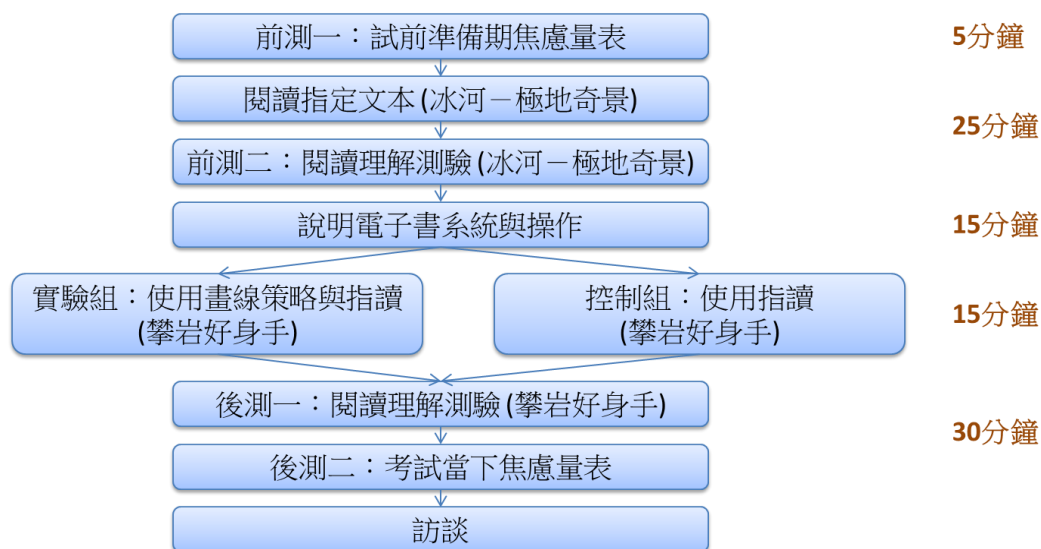 前測一：試前準備期焦慮量表
5分鐘
閱讀指定文本(冰河－極地奇景)
25分鐘
前測二：閱讀理解測驗(冰河－極地奇景)
說明電子書系統與操作
15分鐘
實驗組：使用畫線策略與指讀
(攀岩好身手)
控制組：使用指讀
(攀岩好身手)
15分鐘
後測一：閱讀理解測驗(攀岩好身手)
30分鐘
後測二：考試當下焦慮量表
訪談